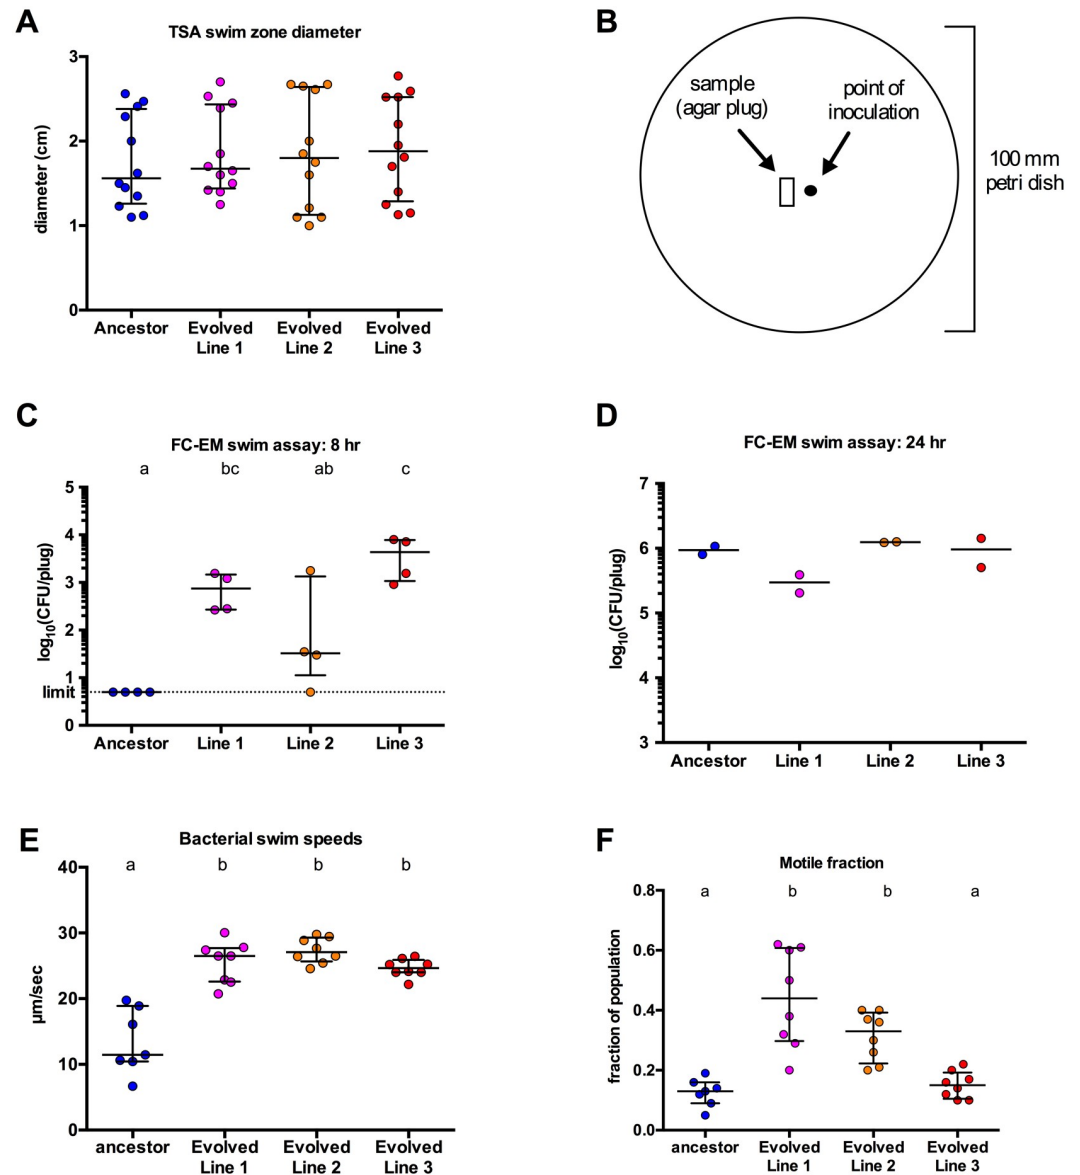 A
TSA swim zone diameter
diameter (cm)
3
2
1
0
Ancestor
Evolved
Line 1
Evolved
Line 2
Evolved
Line 3
B
sample
(agar plug)
point of
inoculation
100 mm
petri dish
C
FC-EM swim assay: 8 hr
a bc ab c
log10(CFU/plug)
5
4
3
2
1
limit
0
Ancestor Line 1 Line 2 Line 3
D
FC-EM swim assay: 24 hr
log10(CFU/plug)
7
6
5
4
3
Ancestor Line 1 Line 2 Line 3
E
Bacterial swim speeds
a b b b
µm/sec
40
30
20
10
0
ancestor
Evolved
Line 1
Evolved
Line 2
Evolved
Line 3
F
Motile fraction
a b b a
fraction of population
0.8
0.6
0.4
0.2
0.0
ancestor
Evolved
Line 1
Evolved
Line 2
Evolved
Line 3